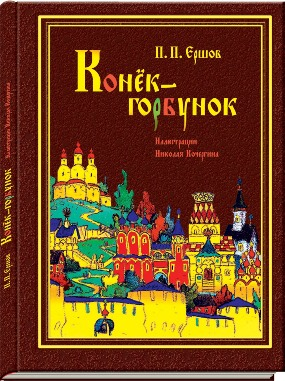 П. П. Ершов
Конёк-
горбунок
Иллюстрации
Николая Кочергина
П. П. Ершов Конёк-горбунок Иллюстрации Николая Кочергина